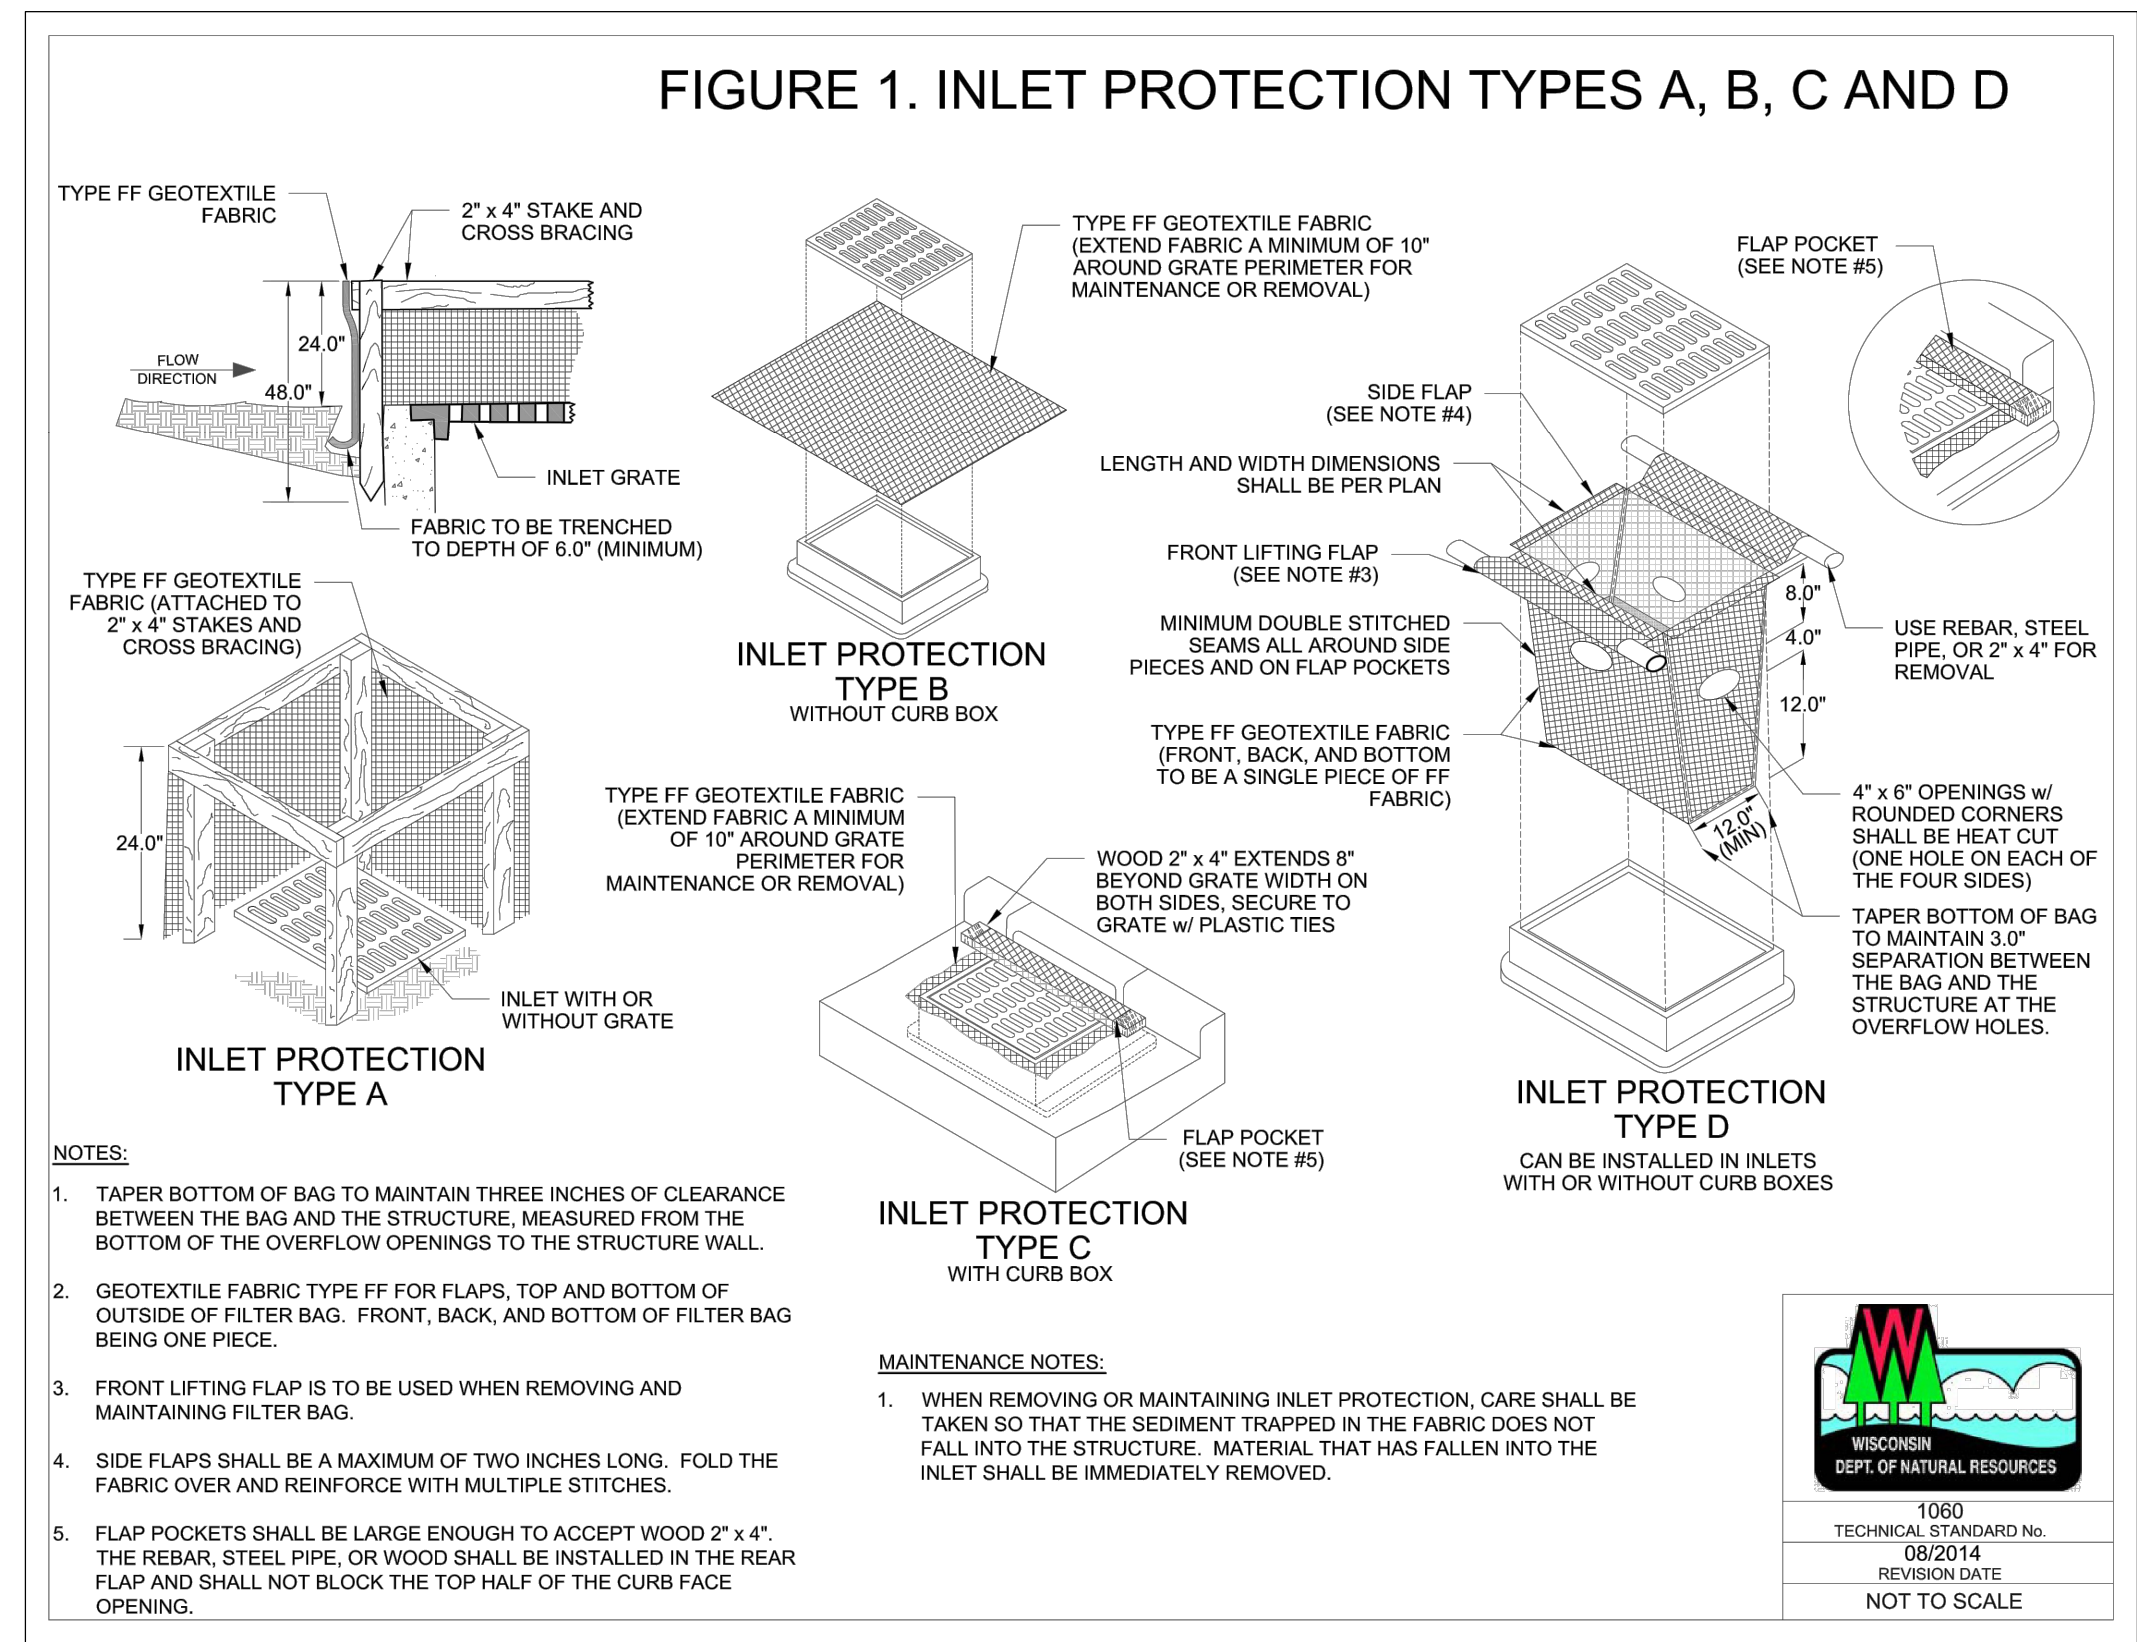 FIGURE 1. INLET PROTECTION TYPES A, B, C AND D
TYPE FF GEOTEXTILE
FABRIC
2" x 4" STAKE AND
CROSS BRACING
24.0"
FLOW
DIRECTION
48.0"
INLET GRATE
FABRIC TO BE TRENCHED
TO DEPTH OF 6.0" (MINIMUM)
TYPE FF GEOTEXTILE
FABRIC (ATTACHED TO
2" x 4" STAKES AND
CROSS BRACING)
24.0"
INLET WITH OR
WITHOUT GRATE
INLET PROTECTION
TYPE A
TYPE FF GEOTEXTILE FABRIC
(EXTEND FABRIC A MINIMUM OF 10"
AROUND GRATE PERIMETER FOR
MAINTENANCE OR REMOVAL)
INLET PROTECTION
TYPE B
WITHOUT CURB BOX
TYPE FF GEOTEXTILE FABRIC
(EXTEND FABRIC A MINIMUM
OF 10" AROUND GRATE
PERIMETER FOR
MAINTENANCE OR REMOVAL)
WOOD 2" x 4" EXTENDS 8"
BEYOND GRATE WIDTH ON
BOTH SIDES, SECURE TO
GRATE w/ PLASTIC TIES
FLAP POCKET
(SEE NOTE #5)
INLET PROTECTION
TYPE C
WITH CURB BOX
FLAP POCKET
(SEE NOTE #5)
SIDE FLAP
(SEE NOTE #4)
LENGTH AND WIDTH DIMENSIONS
SHALL BE PER PLAN
FRONT LIFTING FLAP
(SEE NOTE #3)
MINIMUM DOUBLE STITCHED
SEAMS ALL AROUND SIDE
PIECES AND ON FLAP POCKETS
TYPE FF GEOTEXTILE FABRIC
(FRONT, BACK, AND BOTTOM
TO BE A SINGLE PIECE OF FF
FABRIC)
8.0"
4.0"
12.0"
USE REBAR, STEEL
PIPE, OR 2" x 4" FOR
REMOVAL
4" x 6" OPENINGS w/
ROUNDED CORNERS
SHALL BE HEAT CUT
(ONE HOLE ON EACH OF
THE FOUR SIDES)
12.0"
(MIN)
TAPER BOTTOM OF BAG
TO MAINTAIN 3.0"
SEPARATION BETWEEN
THE BAG AND THE
STRUCTURE AT THE
OVERFLOW HOLES.
INLET PROTECTION
TYPE D
CAN BE INSTALLED IN INLETS
WITH OR WITHOUT CURB BOXES
NOTES:
1. TAPER BOTTOM OF BAG TO MAINTAIN THREE INCHES OF CLEARANCE
BETWEEN THE BAG AND THE STRUCTURE, MEASURED FROM THE
BOTTOM OF THE OVERFLOW OPENINGS TO THE STRUCTURE WALL.
2. GEOTEXTILE FABRIC TYPE FF FOR FLAPS, TOP AND BOTTOM OF
OUTSIDE OF FILTER BAG. FRONT, BACK, AND BOTTOM OF FILTER BAG
BEING ONE PIECE.
3. FRONT LIFTING FLAP IS TO BE USED WHEN REMOVING AND
MAINTAINING FILTER BAG.
4. SIDE FLAPS SHALL BE A MAXIMUM OF TWO INCHES LONG. FOLD THE
FABRIC OVER AND REINFORCE WITH MULTIPLE STITCHES.
5. FLAP POCKETS SHALL BE LARGE ENOUGH TO ACCEPT WOOD 2" x 4".
THE REBAR, STEEL PIPE, OR WOOD SHALL BE INSTALLED IN THE REAR
FLAP AND SHALL NOT BLOCK THE TOP HALF OF THE CURB FACE
OPENING.
MAINTENANCE NOTES:
1. WHEN REMOVING OR MAINTAINING INLET PROTECTION, CARE SHALL BE
TAKEN SO THAT THE SEDIMENT TRAPPED IN THE FABRIC DOES NOT
FALL INTO THE STRUCTURE. MATERIAL THAT HAS FALLEN INTO THE
INLET SHALL BE IMMEDIATELY REMOVED.
W
WISCONSIN
DEPT. OF NATURAL RESOURCES
1060
TECHNICAL STANDARD No.
08/2014
REVISION DATE
NOT TO SCALE